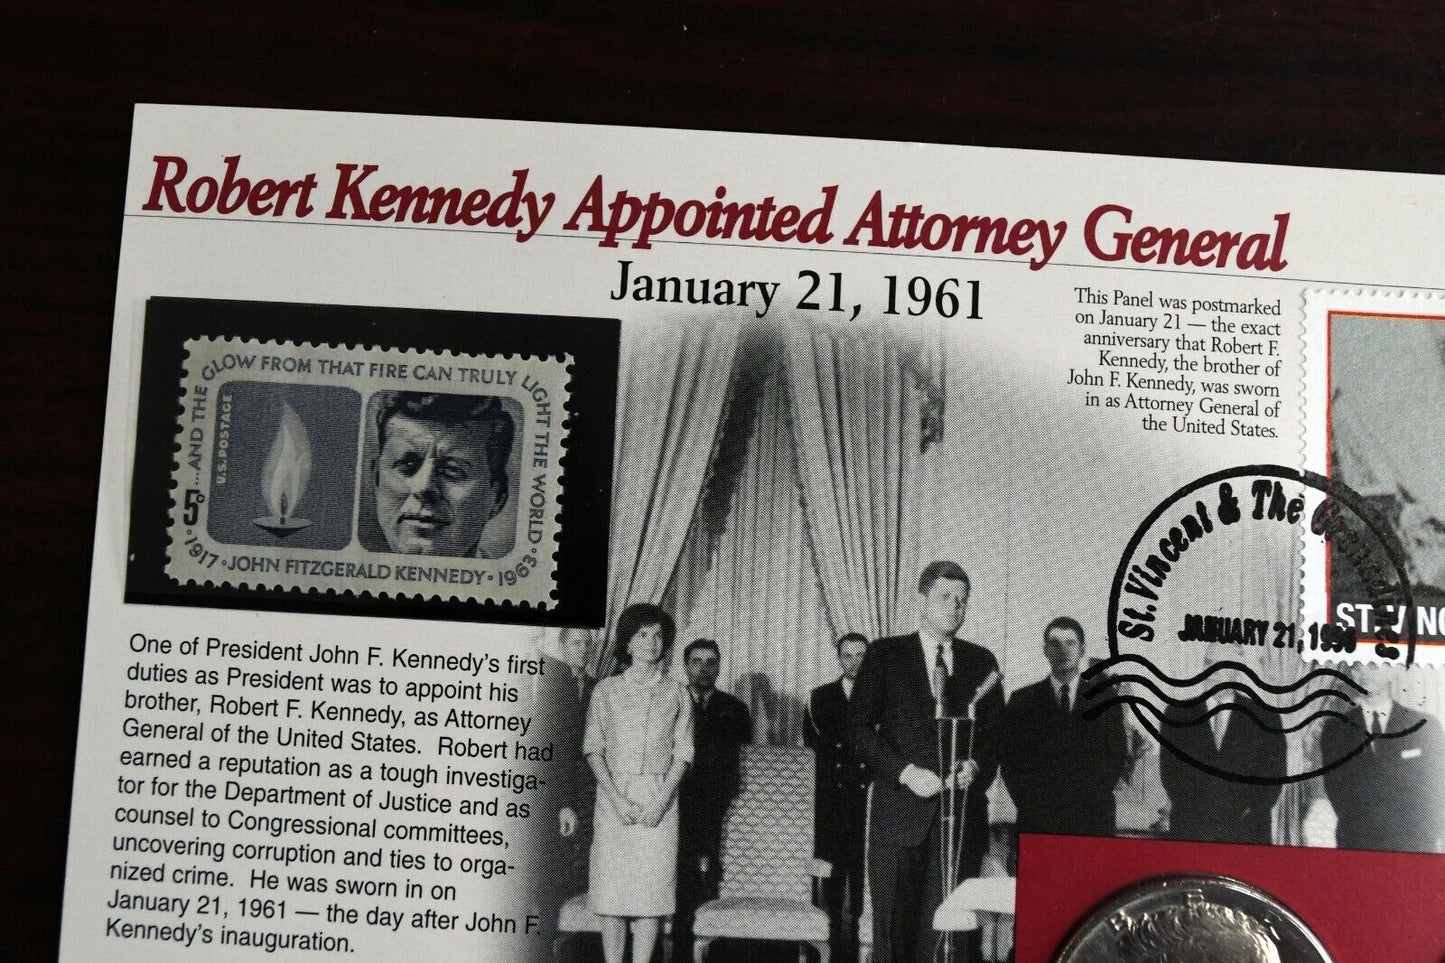 Robert Kennedy Appointed Attorney General
January 21, 1961
This Panel was postmarked
on January 21 — the exact
anniversary that Robert F.
Kennedy, the brother of
John F. Kennedy, was sworn
in as Attorney General of
the United States.
...AND THE GLOW FROM THAT FIRE CAN TRULY LIGHT THE WORLD.
U.S. POSTAGE
5¢
1917 · JOHN FITZGERALD KENNEDY · 1963
St. Vincent & The
JANUARY 21,
ST.VINC
One of President John F. Kennedy's first
duties as President was to appoint his
brother, Robert F. Kennedy, as Attorney
General of the United States. Robert had
earned a reputation as a tough investiga-
tor for the Department of Justice and as
counsel to Congressional committees,
uncovering corruption and ties to orga-
nized crime. He was sworn in on
January 21, 1961 — the day after John F.
Kennedy's inauguration.